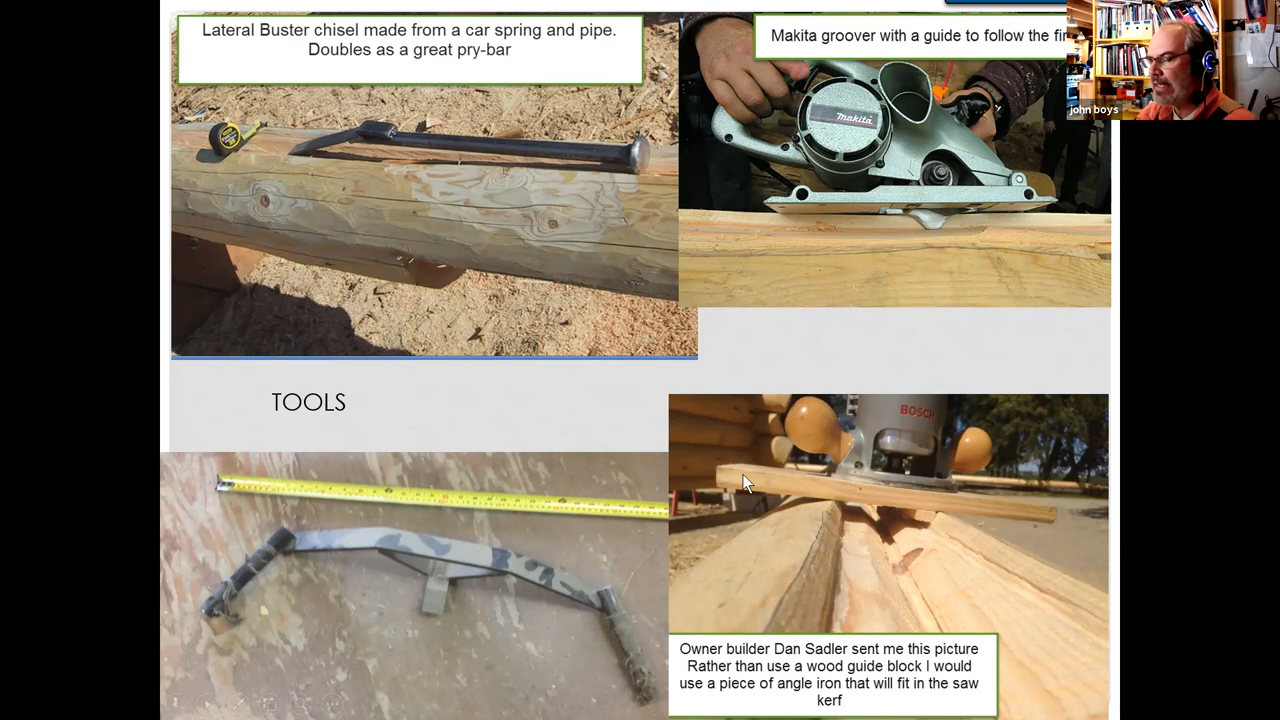 Lateral Buster chisel made from a car spring and pipe.
Doubles as a great pry-bar
Makita groover with a guide to follow the
john boys
makita
TOOLS
BOSCH
Owner builder Dan Sadler sent me this picture
Rather than use a wood guide block I would
use a piece of angle iron that will fit in the saw
kerf